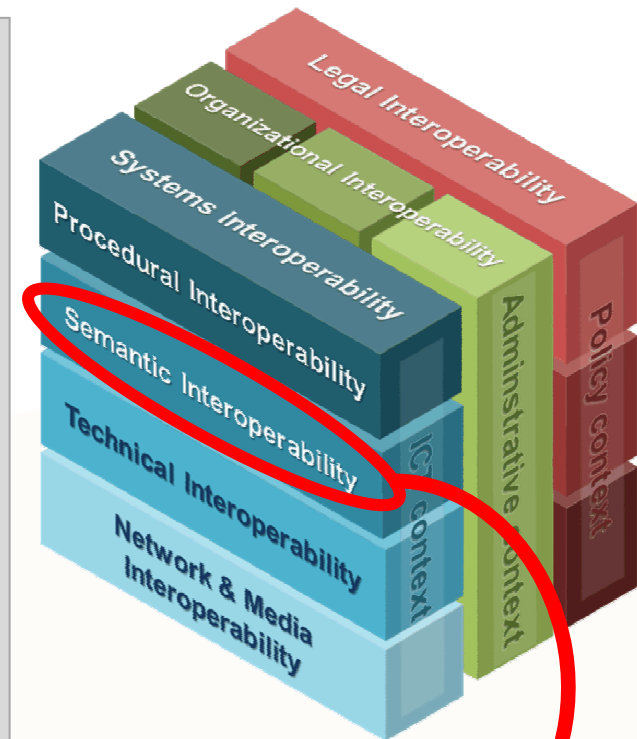 Legal Interoperability
Organizational Interoperability
Systems Interoperability
Procedural Interoperability
Semantic Interoperability
Technical Interoperability
Network & Media
Interoperability
ICT context
Adminstrative context
Policy context